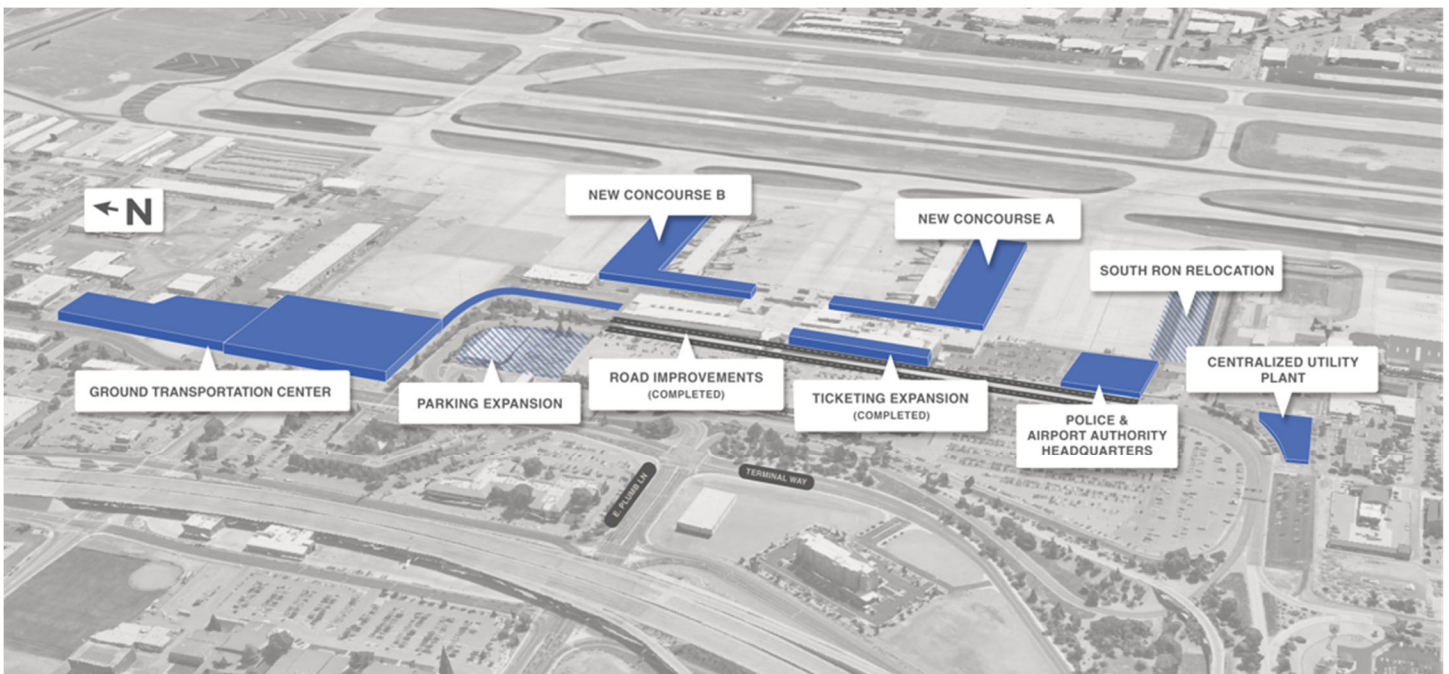 N
NEW CONCOURSE B
NEW CONCOURSE A
SOUTH RON RELOCATION
GROUND TRANSPORTATION CENTER
PARKING EXPANSION
ROAD IMPROVEMENTS
(COMPLETED)
TICKETING EXPANSION
(COMPLETED)
POLICE &
AIRPORT AUTHORITY
HEADQUARTERS
CENTRALIZED UTILITY
PLANT
E. PLUMB LN
TERMINAL WAY